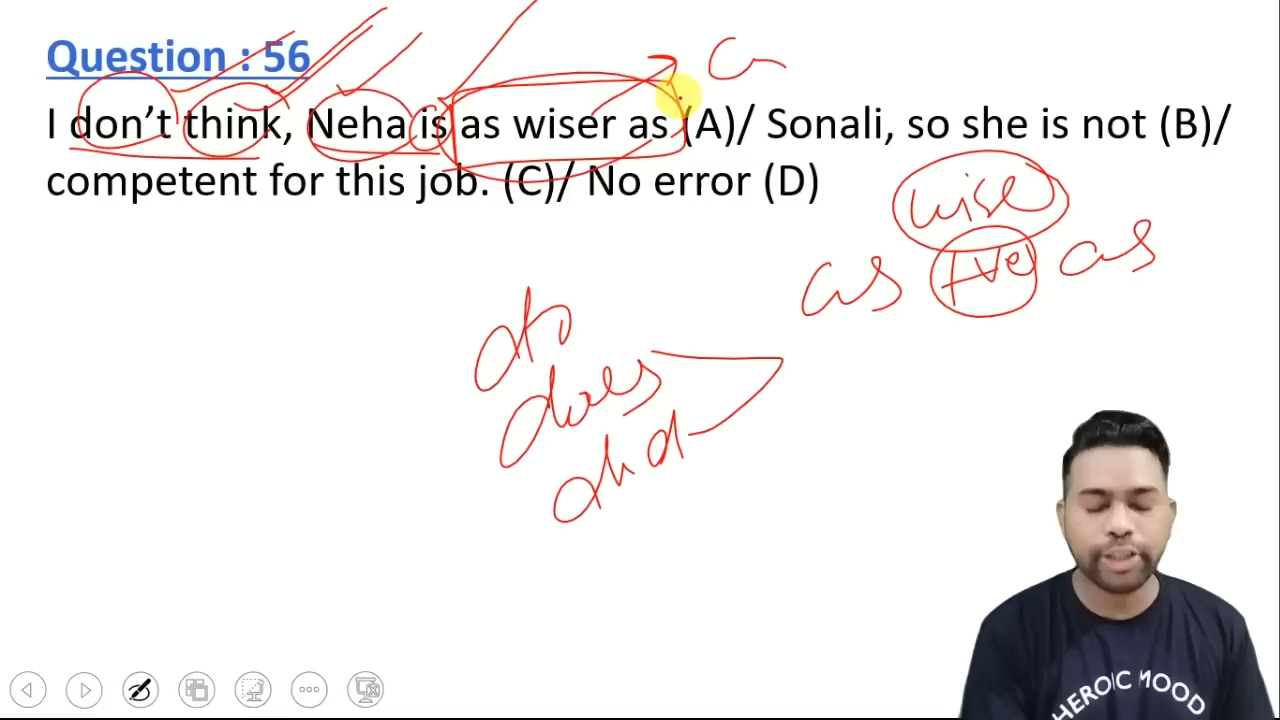 Question : 56
I don’t think, Neha is as wiser as (A)/ Sonali, so she is not (B)/
competent for this job. (C)/ No error (D)
wise
as +ve as
do
does
did
HEROIC MOOD